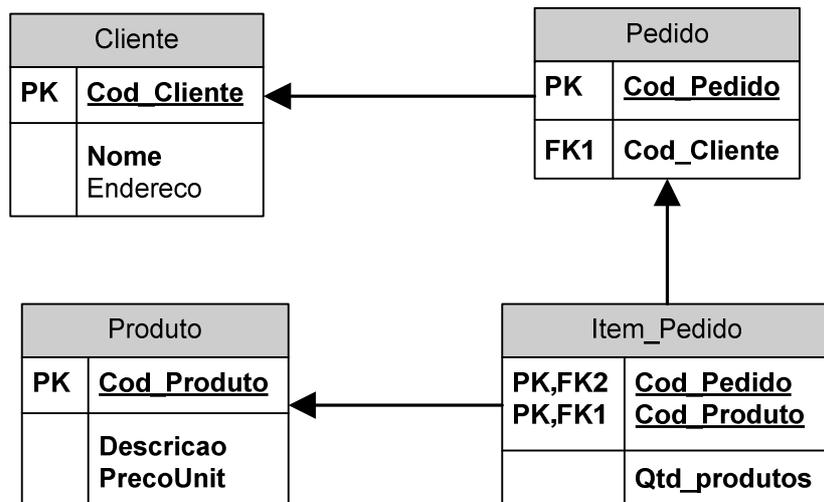 Cliente
PK Cod_Cliente
Nome
Endereco
Pedido
PK Cod_Pedido
FK1 Cod_Cliente
Produto
PK Cod_Produto
Descricao
PrecoUnit
Item_Pedido
PK,FK2 Cod_Pedido
PK,FK1 Cod_Produto
Qtd_produtos